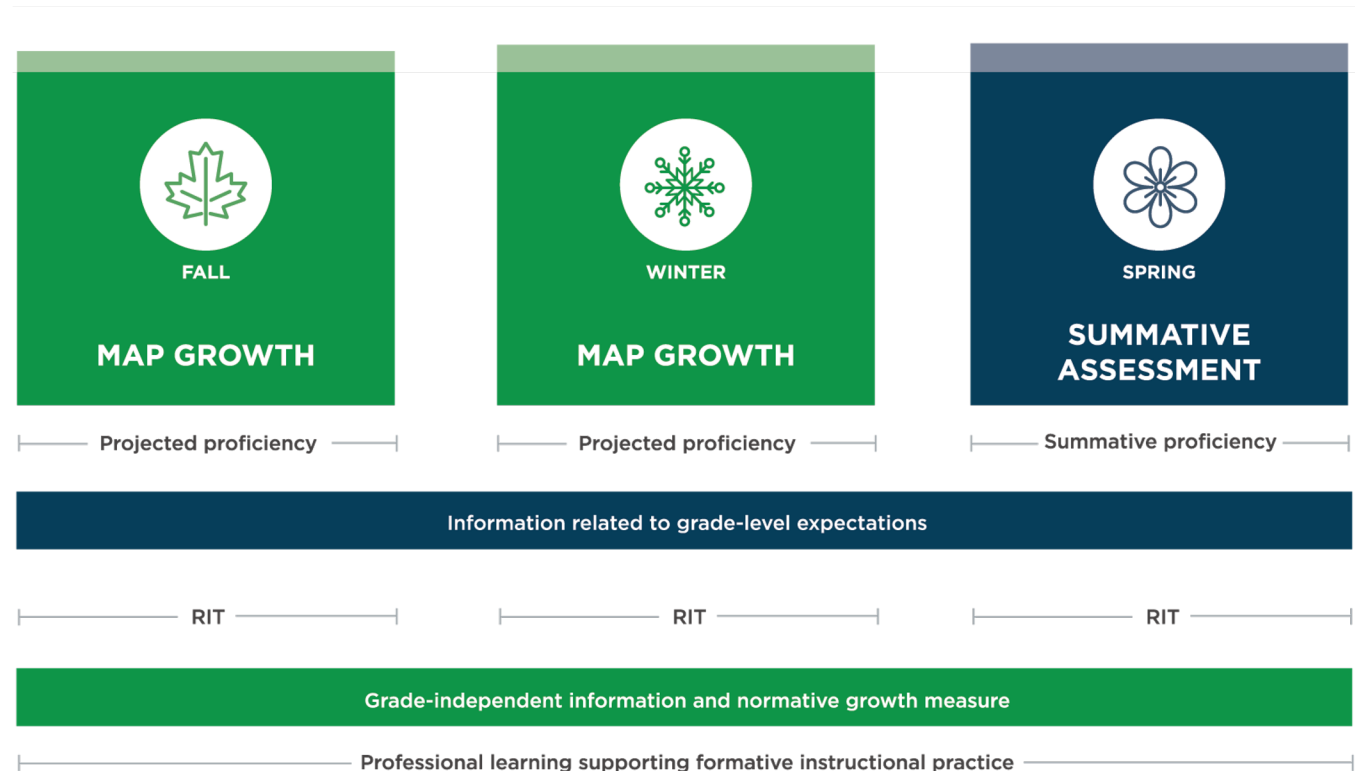 FALL
MAP GROWTH
WINTER
MAP GROWTH
SPRING
SUMMATIVE
ASSESSMENT
Projected proficiency
Projected proficiency
Summative proficiency
Information related to grade-level expectations
RIT
RIT
RIT
Grade-independent information and normative growth measure
Professional learning supporting formative instructional practice